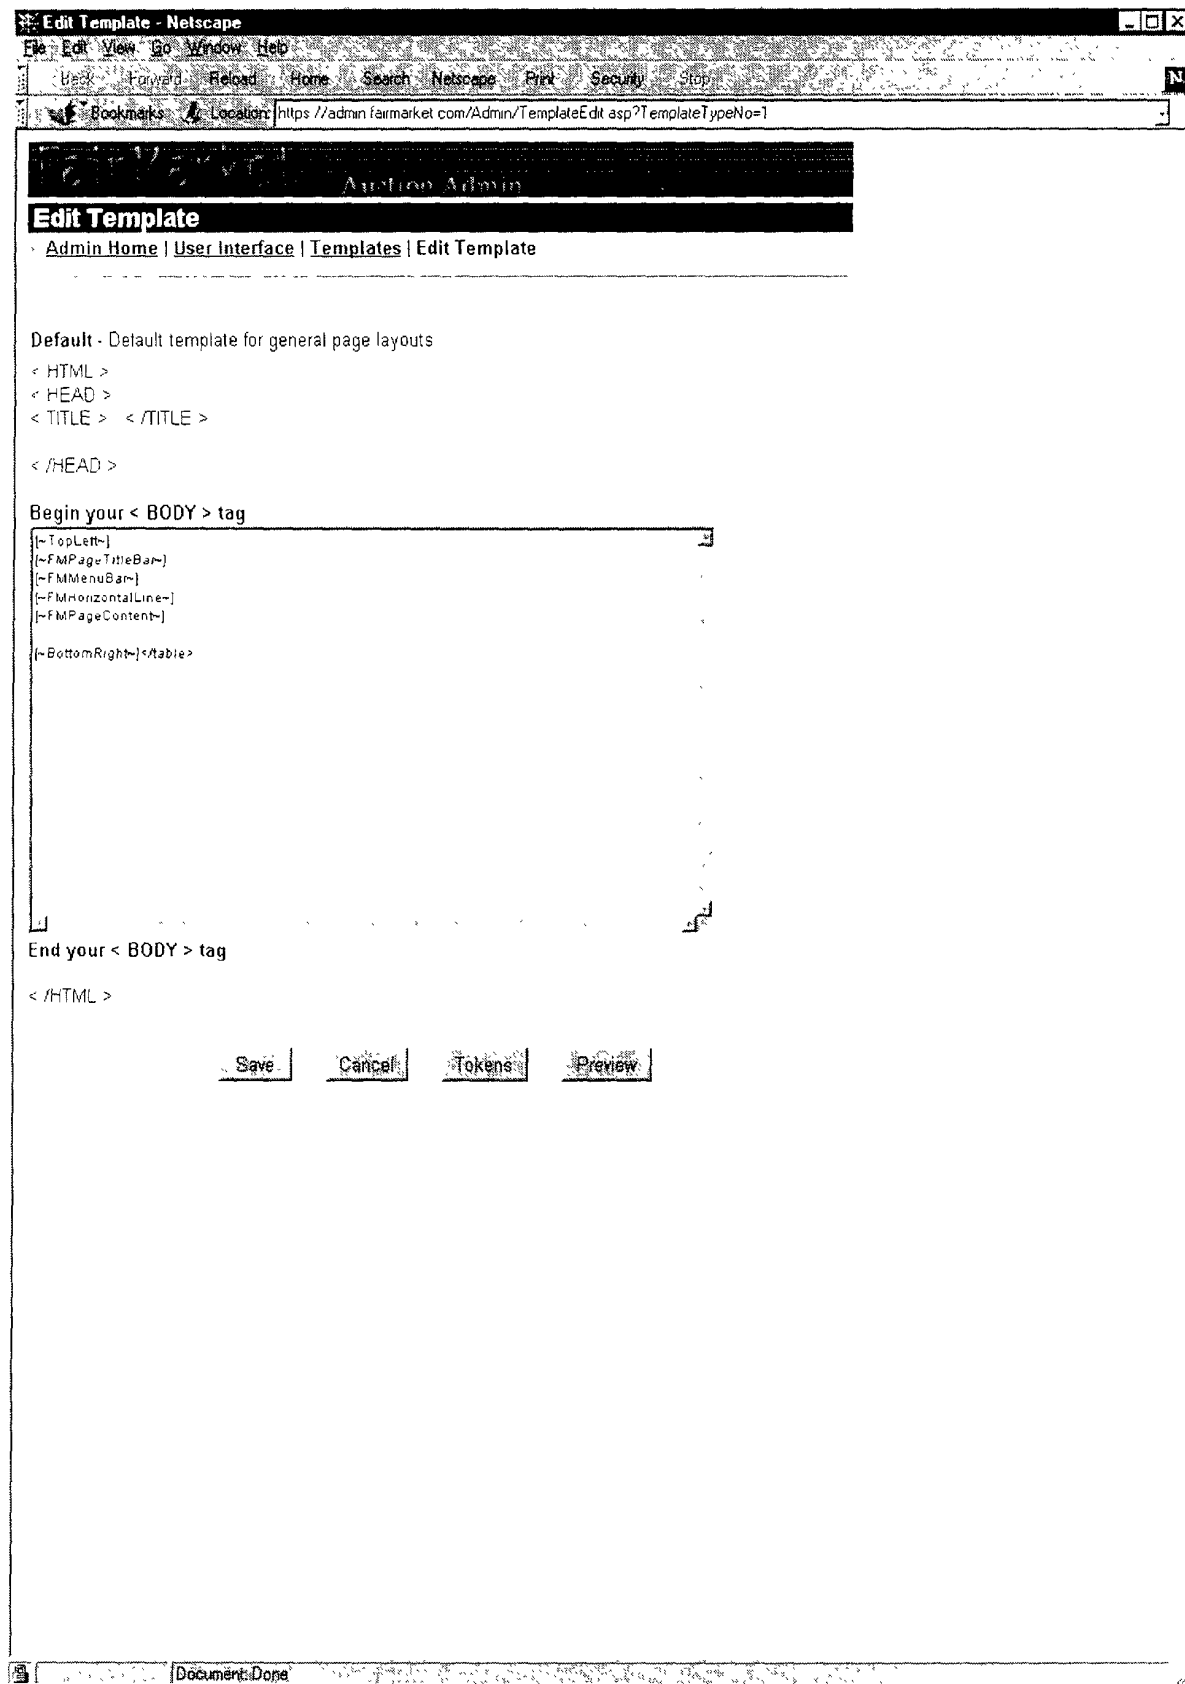 Edit Template - Netscape
File Edit View Go Window Help
Back Forward Reload Home Search Netscape Print Security Stop
N
Bookmarks Location: https //admin fairmarket com/Admin/TemplateEdit asp?TemplateTypeNo=1
FairMarket
Auction Admin
Edit Template
Admin Home | User Interface | Templates | Edit Template
Default - Default template for general page layouts
< HTML >
< HEAD >
< TITLE > < /TITLE >
< /HEAD >
Begin your < BODY > tag
[~TopLeft~]
[~FMPageTitleBar~]
[~FMMenuBar~]
[~FMHorizontalLine~]
[~FMPageContent~]
[~BottomRight~]</table>
End your < BODY > tag
< /HTML >
Save Cancel Tokens Preview
Document: Done